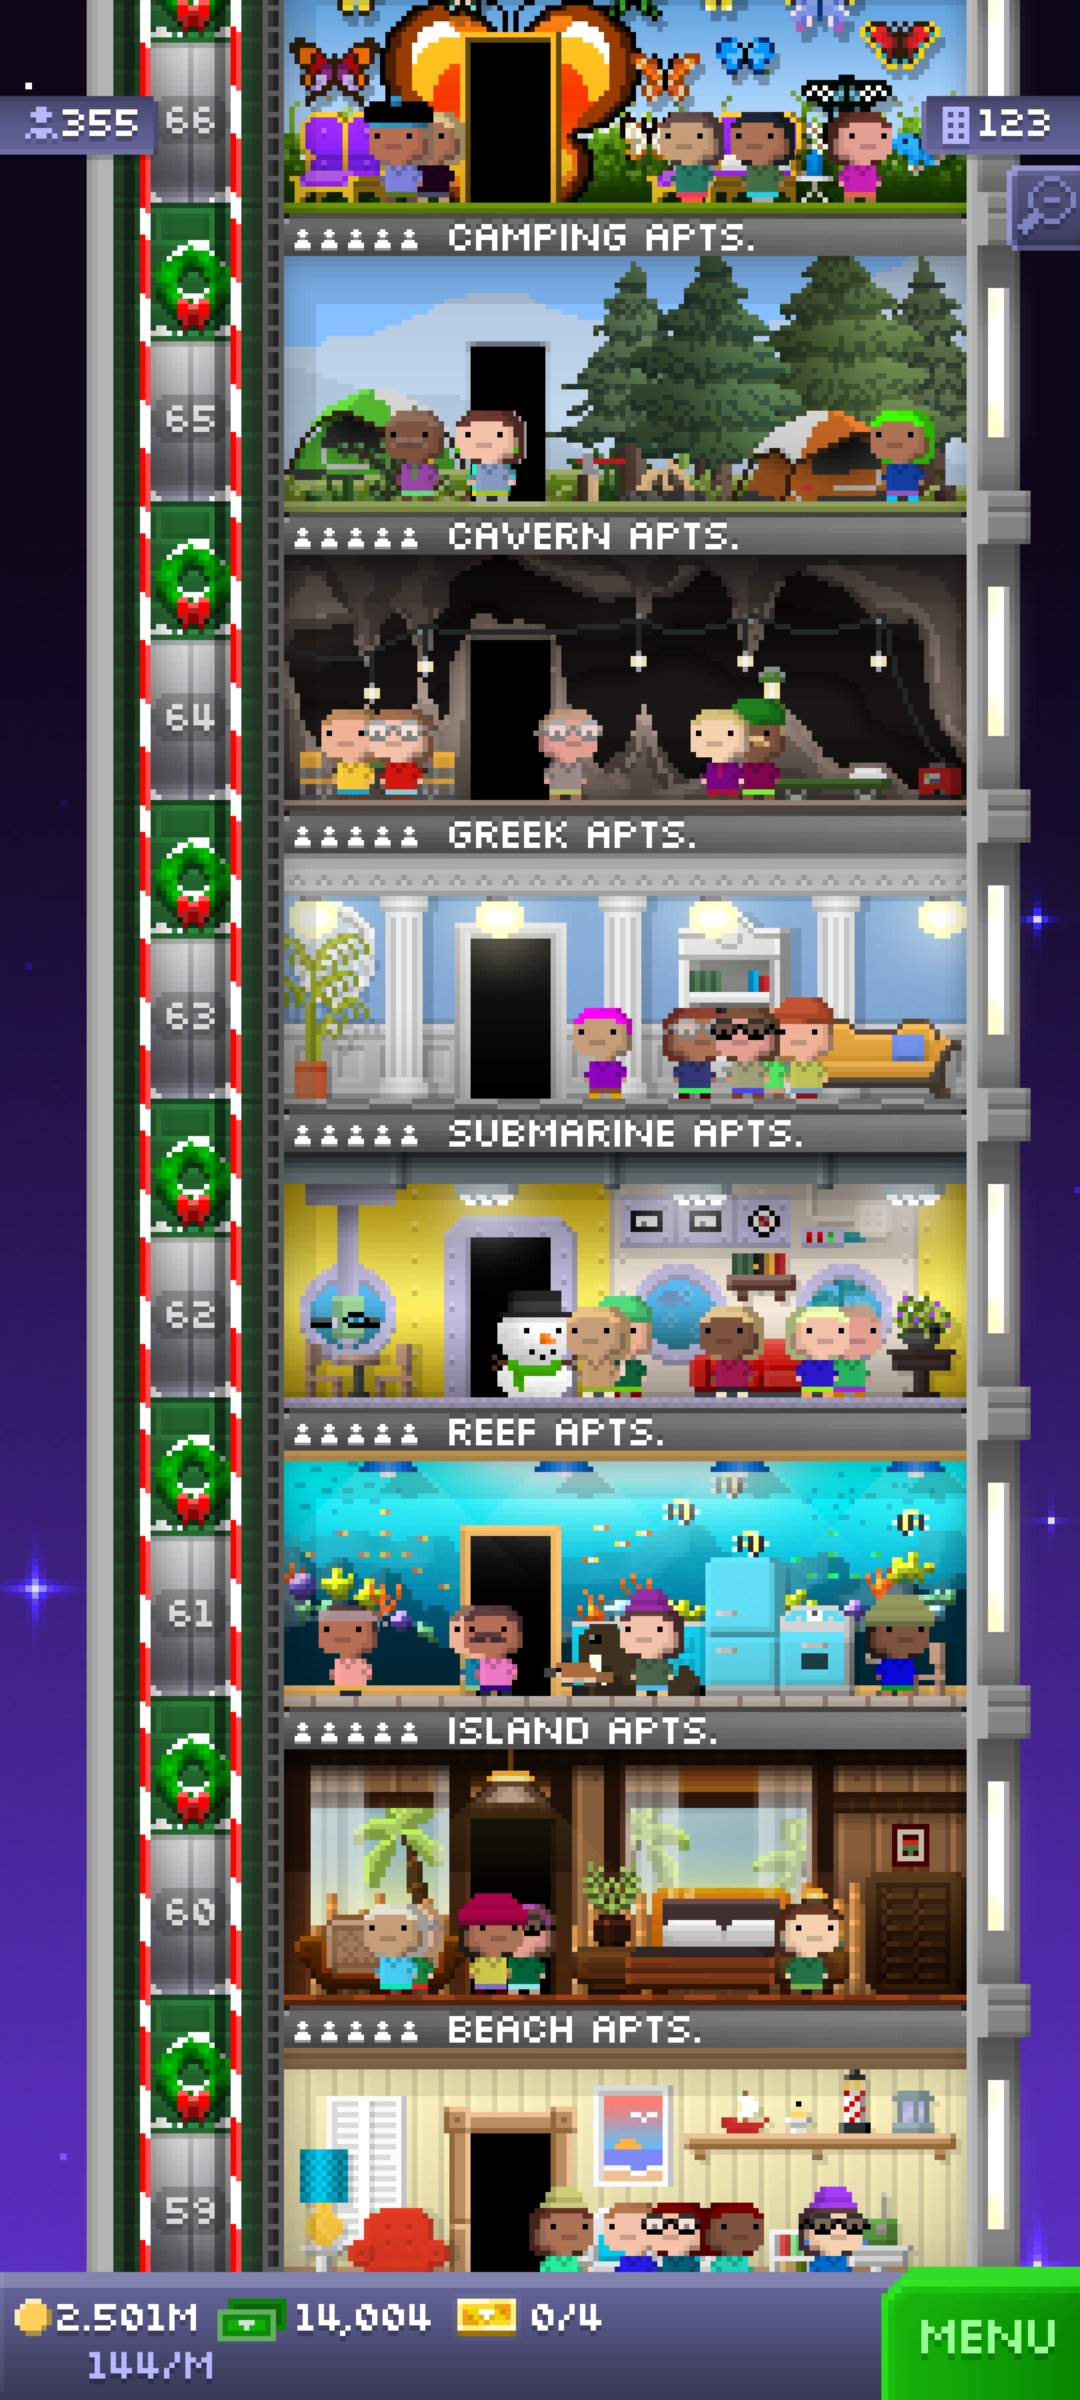 66
355
123
CAMPING APTS.
65
CAVERN APTS.
64
GREEK APTS.
63
SUBMARINE APTS.
62
REEF APTS.
61
ISLAND APTS.
60
BEACH APTS.
59
2.501M 14,004 0/4
144/M
MENU